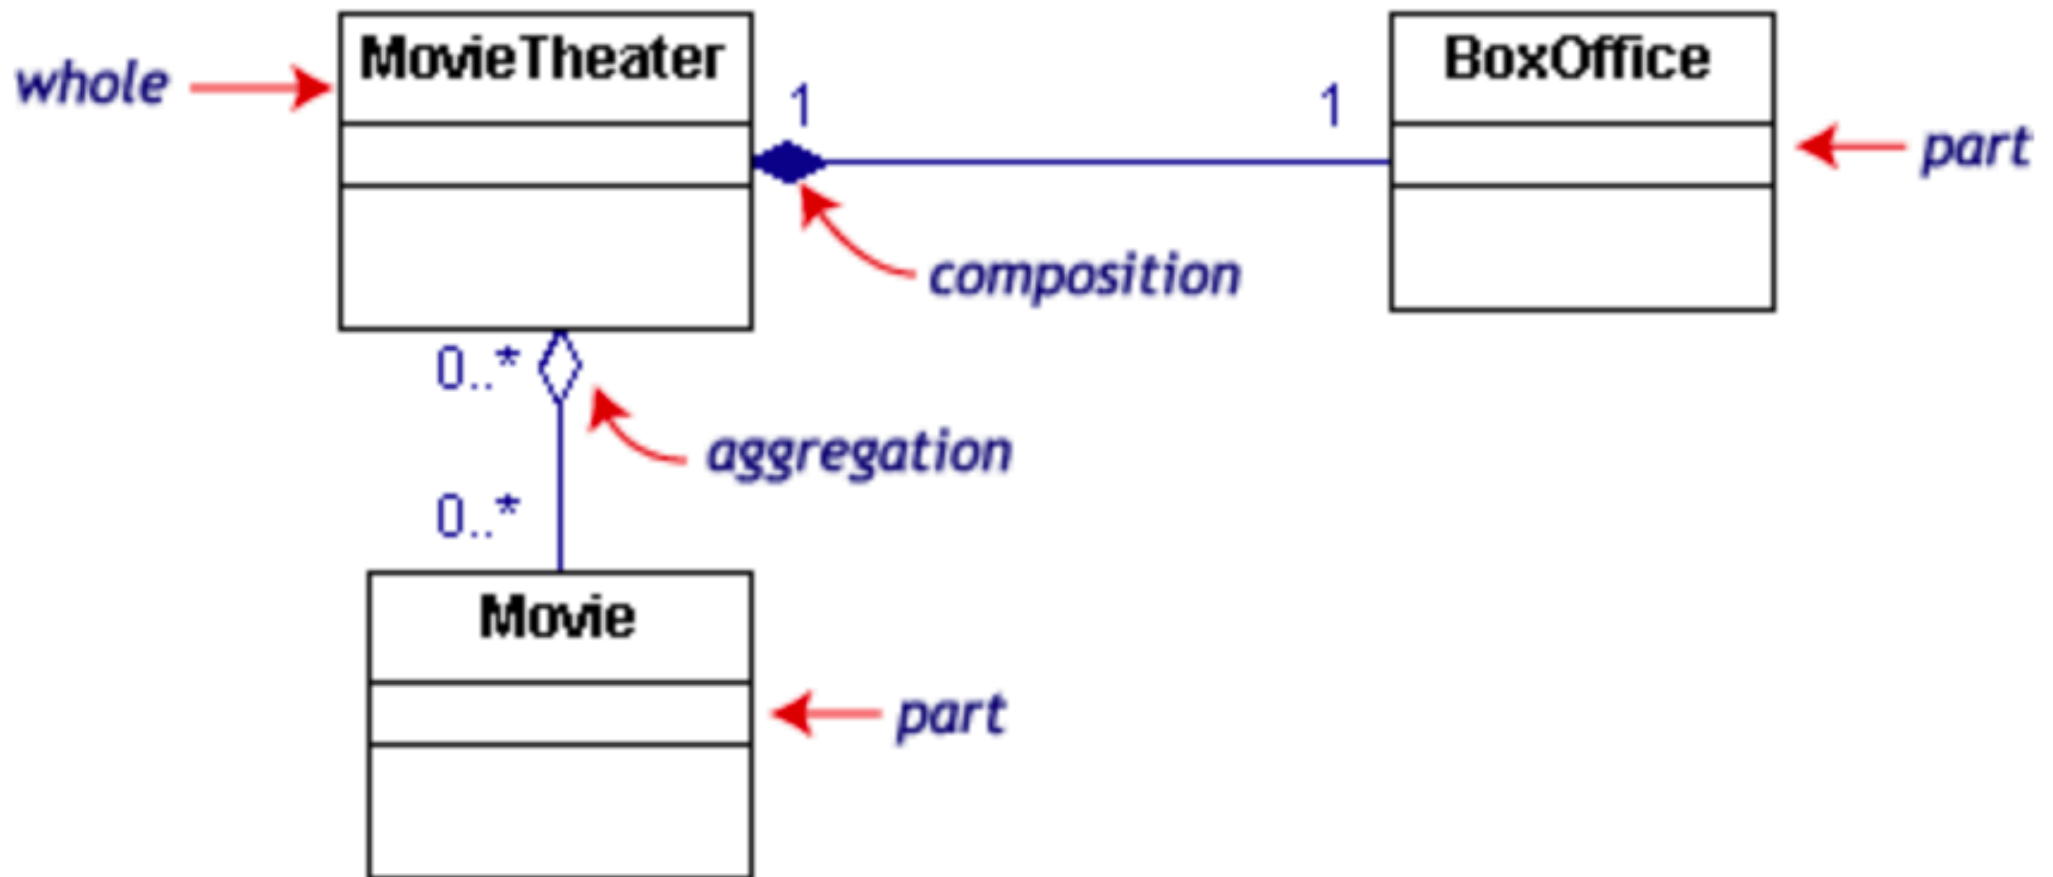 MovieTheater
BoxOffice
whole
1
1
part
composition
0..*
aggregation
0..*
Movie
part